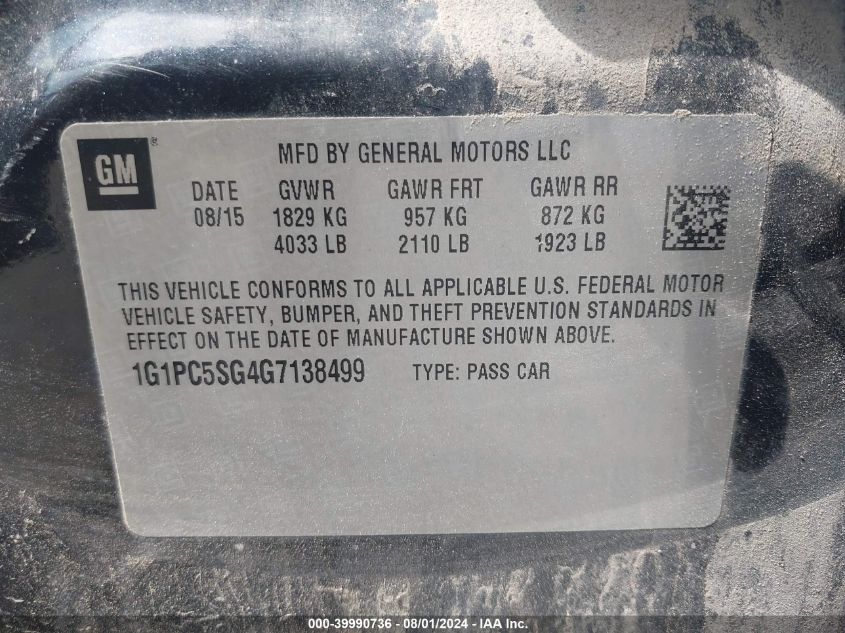 GM®
MFD BY GENERAL MOTORS LLC
DATE GVWR GAWR FRT GAWR RR
08/15 1829 KG 957 KG 872 KG
4033 LB 2110 LB 1923 LB
THIS VEHICLE CONFORMS TO ALL APPLICABLE U.S. FEDERAL MOTOR
VEHICLE SAFETY, BUMPER, AND THEFT PREVENTION STANDARDS IN
EFFECT ON THE DATE OF MANUFACTURE SHOWN ABOVE.
1G1PC5SG4G7138499 TYPE: PASS CAR
000-39990736 - 08/01/2024 - IAA, Inc.